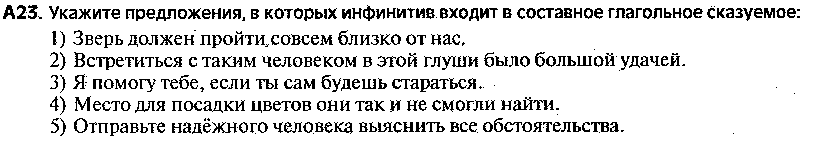 А23. Укажите предложения, в которых инфинитив входит в составное глагольное сказуемое:
1) Зверь должен пройти совсем близко от нас.
2) Встретиться с таким человеком в этой глуши было большой удачей.
3) Я помогу тебе, если ты сам будешь стараться.
4) Место для посадки цветов они так и не смогли найти.
5) Отправьте надёжного человека выяснить все обстоятельства.